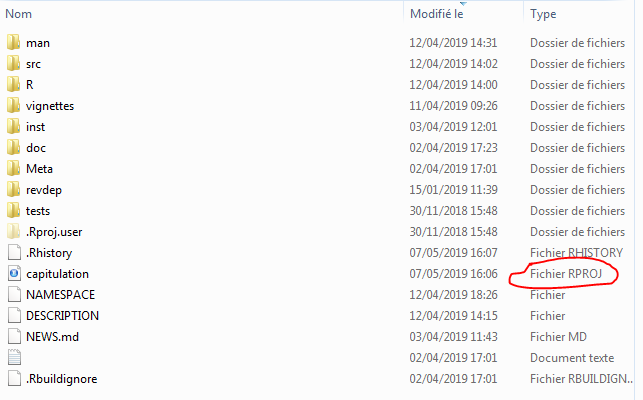 Nom Modifié le Type
man 12/04/2019 14:31 Dossier de fichiers
src 12/04/2019 14:02 Dossier de fichiers
R 12/04/2019 14:00 Dossier de fichiers
vignettes 11/04/2019 09:26 Dossier de fichiers
inst 03/04/2019 12:01 Dossier de fichiers
doc 02/04/2019 17:23 Dossier de fichiers
Meta 02/04/2019 17:01 Dossier de fichiers
revdep 15/01/2019 11:39 Dossier de fichiers
tests 30/11/2018 15:48 Dossier de fichiers
.Rproj.user 30/11/2018 15:48 Dossier de fichiers
.Rhistory 07/05/2019 16:07 Fichier RHISTORY
capitulation 07/05/2019 16:06 Fichier RPROJ
NAMESPACE 12/04/2019 18:26 Fichier
DESCRIPTION 12/04/2019 14:15 Fichier
NEWS.md 03/04/2019 11:43 Fichier MD
02/04/2019 17:01 Document texte
.Rbuildignore 02/04/2019 17:01 Fichier RBUILDIGN...